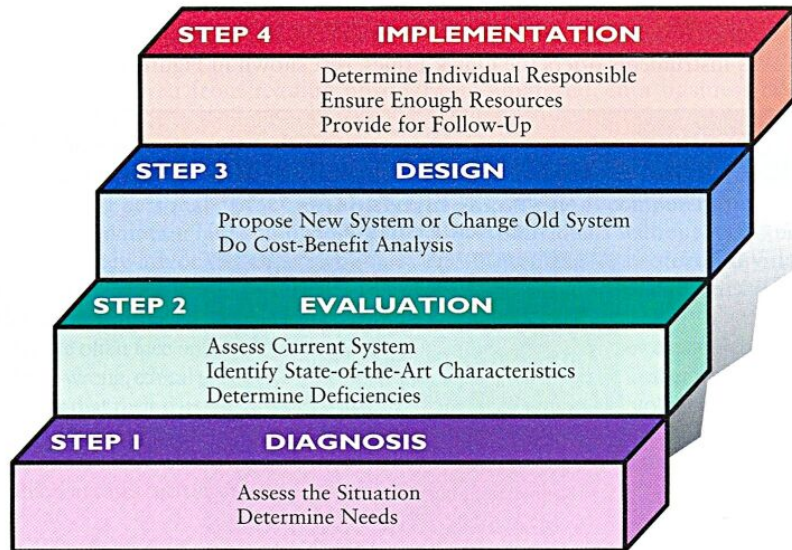 STEP 4 IMPLEMENTATION
Determine Individual Responsible
Ensure Enough Resources
Provide for Follow-Up
STEP 3 DESIGN
Propose New System or Change Old System
Do Cost-Benefit Analysis
STEP 2 EVALUATION
Assess Current System
Identify State-of-the-Art Characteristics
Determine Deficiencies
STEP 1 DIAGNOSIS
Assess the Situation
Determine Needs